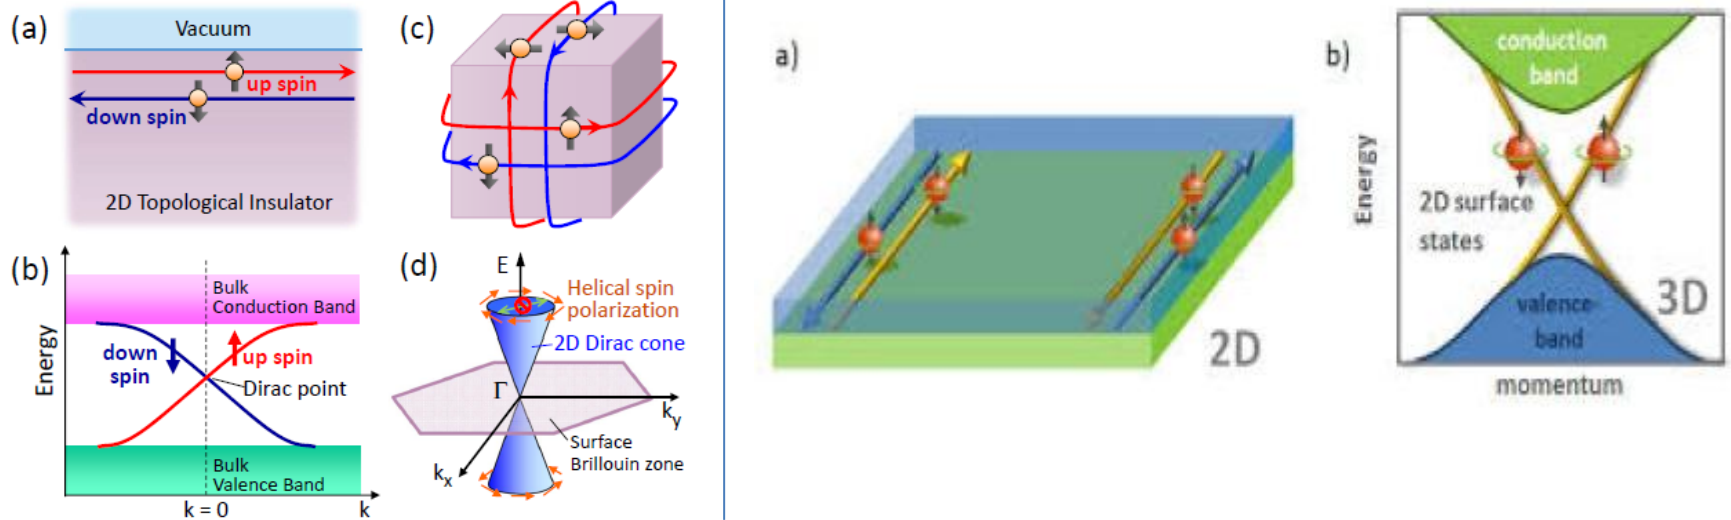 (a)
Vacuum
up spin
down spin
2D Topological Insulator
(b)
Energy
Bulk
Conduction Band
down
spin
up spin
Dirac point
Bulk
Valence Band
k = 0
k
(c)
(d)
E
Helical spin
polarization
2D Dirac cone
Γ
ky
kx
Surface
Brillouin zone
a)
2D
b)
Energy
conduction
band
2D surface
states
3D
valence
band
momentum